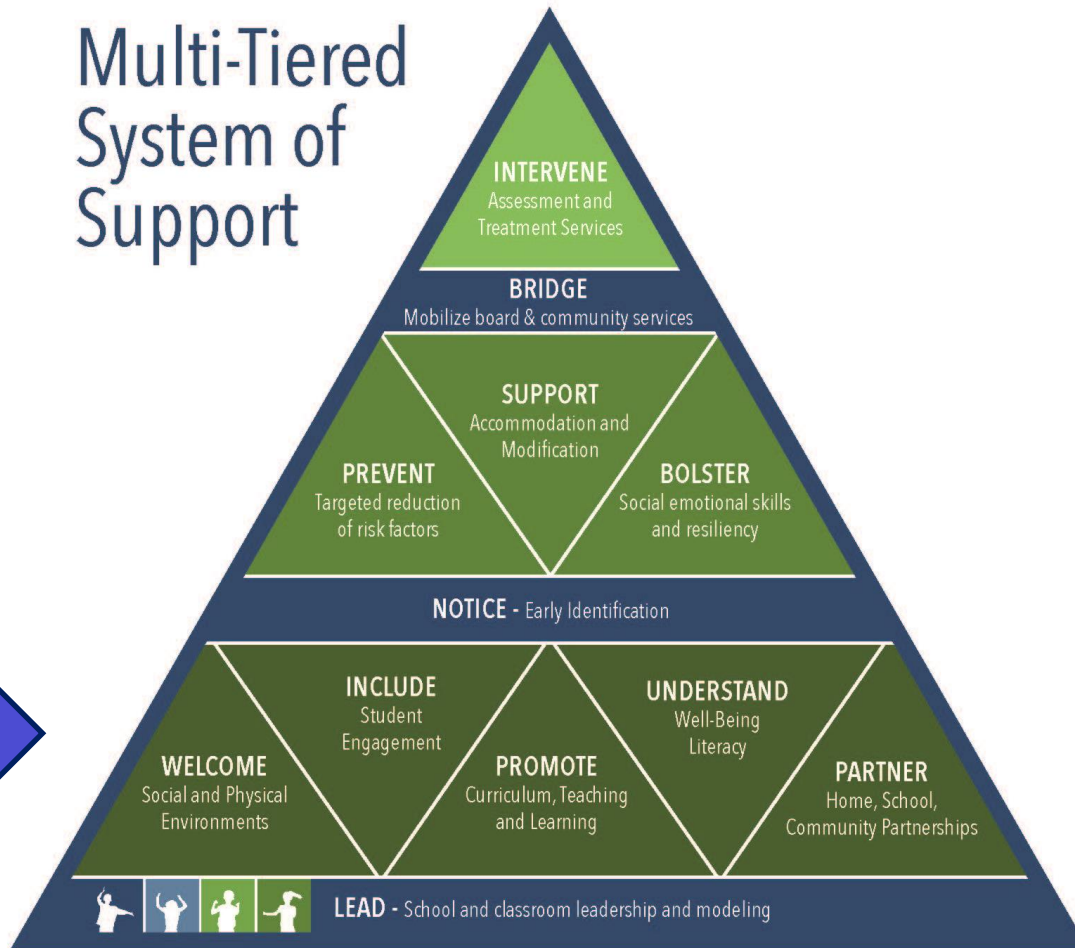 Multi-Tiered
System of
Support
INTERVENE
Assessment and
Treatment Services
BRIDGE
Mobilize board & community services
SUPPORT
Accommodation and
Modification
PREVENT
Targeted reduction
of risk factors
BOLSTER
Social emotional skills
and resiliency
NOTICE - Early Identification
INCLUDE
Student
Engagement
UNDERSTAND
Well-Being
Literacy
WELCOME
Social and Physical
Environments
PROMOTE
Curriculum, Teaching
and Learning
PARTNER
Home, School,
Community Partnerships
LEAD - School and classroom leadership and modeling